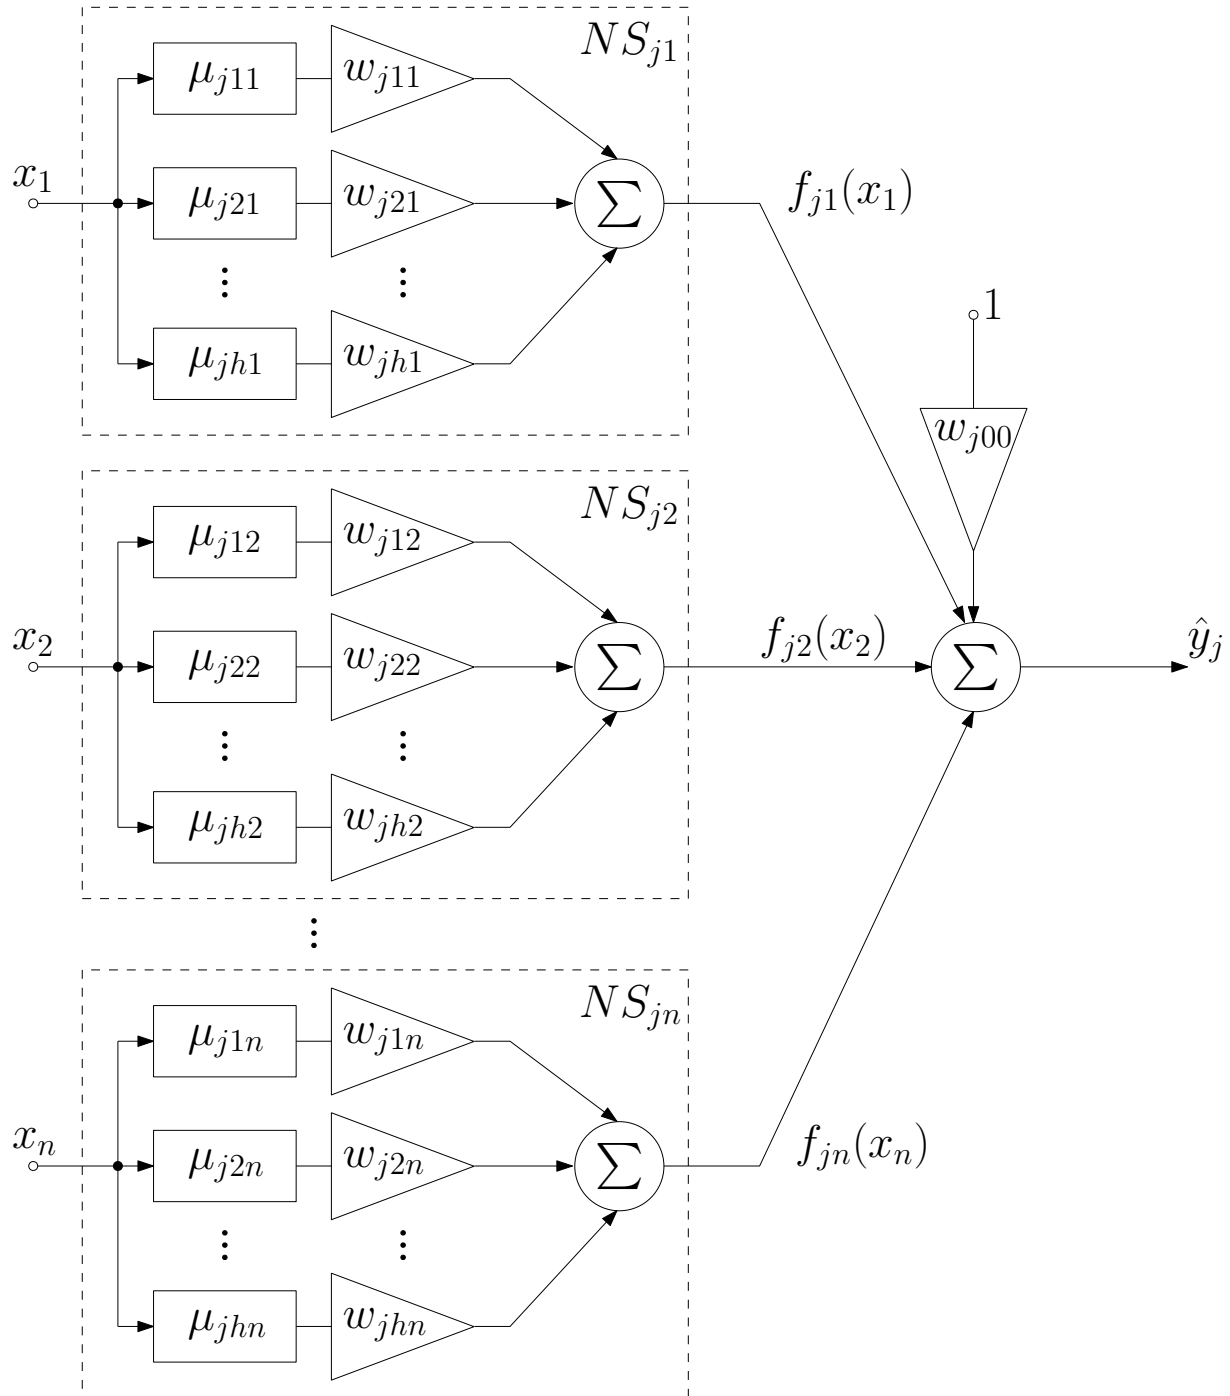 NS_{j1}
μ_{j11} w_{j11}
x_1 μ_{j21} w_{j21} Σ f_{j1}(x_1)
⋮ ⋮
μ_{jh1} w_{jh1}
1
w_{j00}
NS_{j2}
μ_{j12} w_{j12}
x_2 μ_{j22} w_{j22} Σ f_{j2}(x_2) Σ ŷ_j
⋮ ⋮
μ_{jh2} w_{jh2}
⋮
NS_{jn}
μ_{j1n} w_{j1n}
x_n μ_{j2n} w_{j2n} Σ f_{jn}(x_n)
⋮ ⋮
μ_{jhn} w_{jhn}